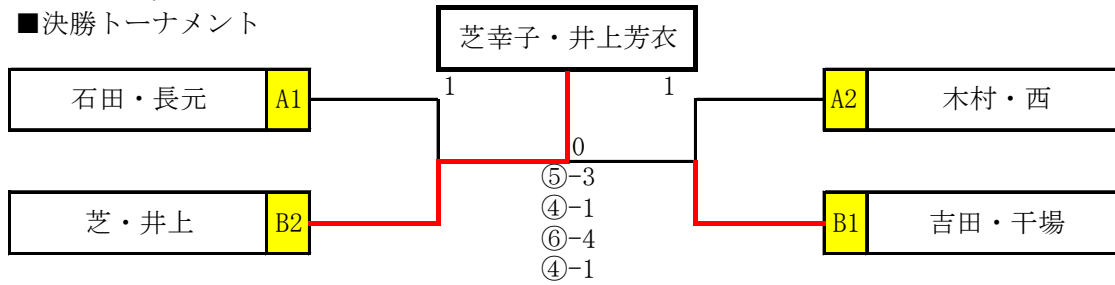 ■決勝トーナメント
芝幸子・井上芳衣
石田・長元 A1
1
1
A2 木村・西
0
⑤-3
④-1
⑥-4
④-1
芝・井上 B2
B1 吉田・干場